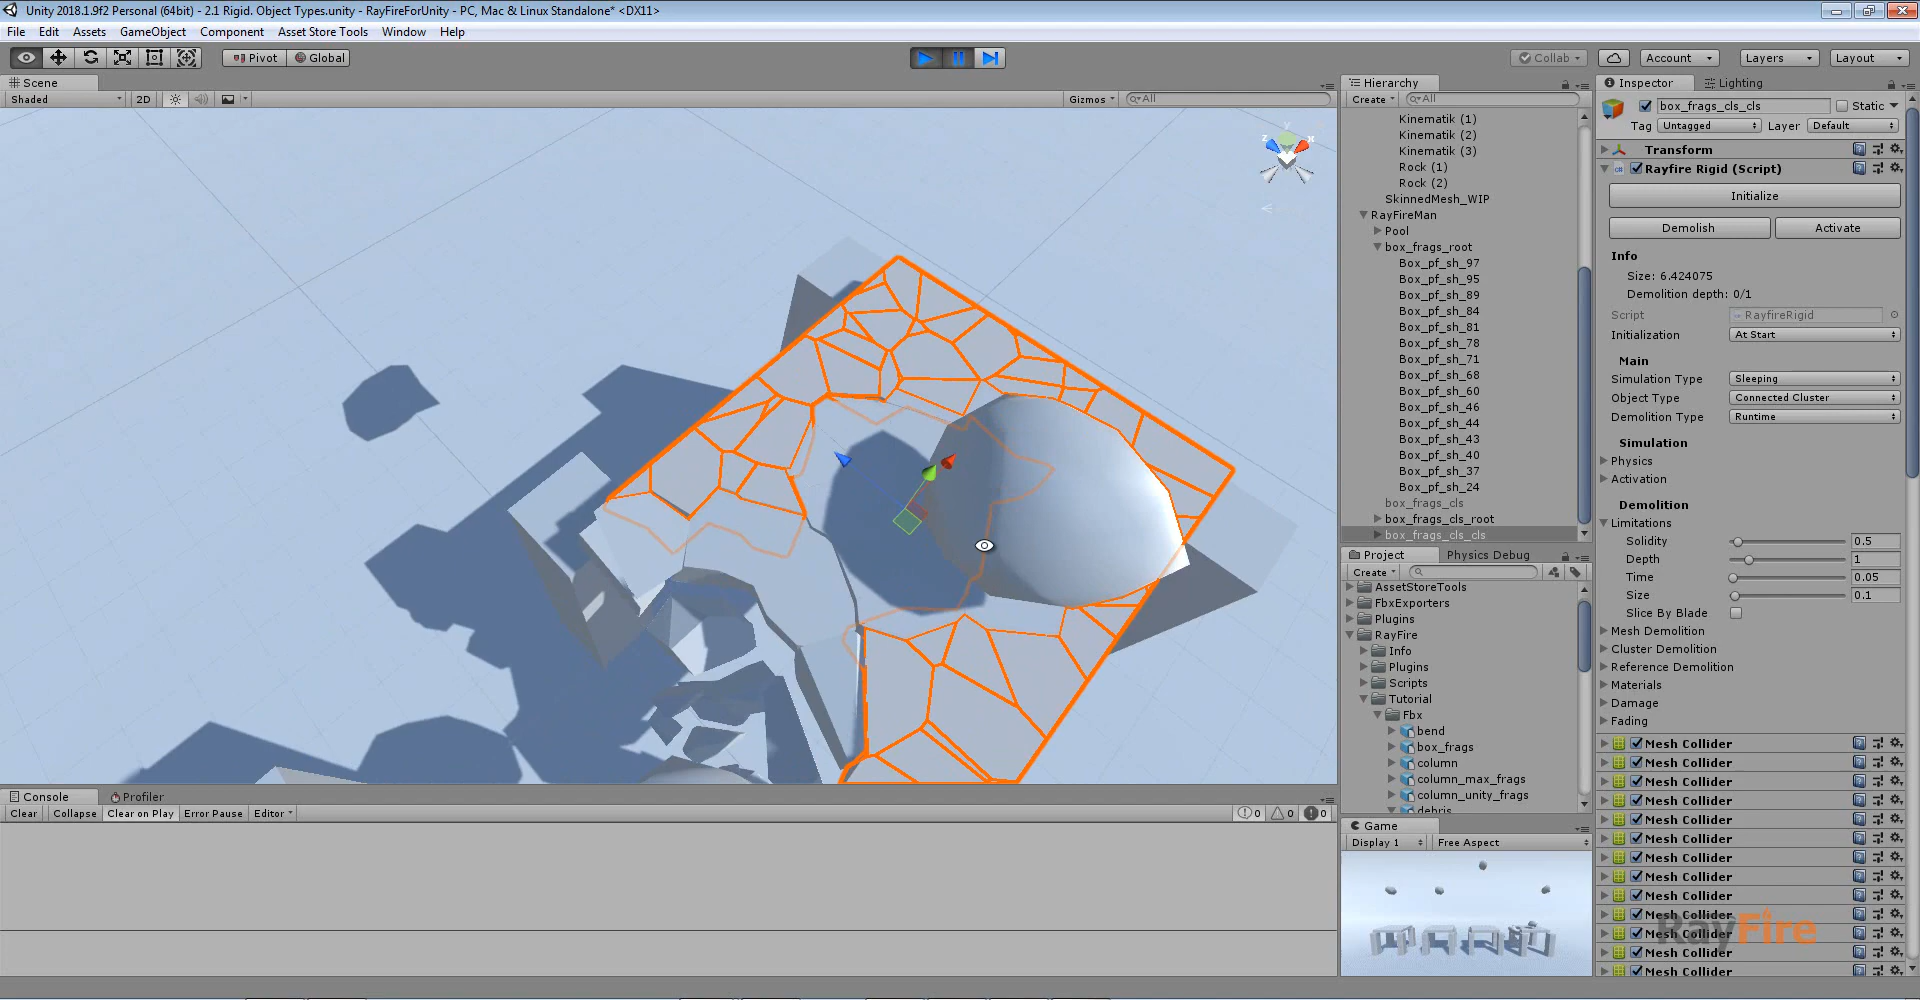 Unity 2018.1.9f2 Personal (64bit) - 2.1 Rigid. Object Types.unity - RayFireForUnity - PC, Mac & Linux Standalone* <DX11>
File Edit Assets GameObject Component Asset Store Tools Window Help
Pivot Global Collab Account Layers Layout
Scene
Shaded 2D Gizmos All
Hierarchy
Create All
Kinematik (1)
Kinematik (2)
Kinematik (3)
Rock (1)
Rock (2)
SkinnedMesh_WIP
RayFireMan
Pool
box_frags_root
Box_pf_sh_97
Box_pf_sh_95
Box_pf_sh_89
Box_pf_sh_84
Box_pf_sh_81
Box_pf_sh_78
Box_pf_sh_71
Box_pf_sh_68
Box_pf_sh_60
Box_pf_sh_46
Box_pf_sh_44
Box_pf_sh_43
Box_pf_sh_40
Box_pf_sh_37
Box_pf_sh_24
box_frags_cls
box_frags_cls_root
box_frags_cls_cls
Project Physics Debug
Create
AssetStoreTools
FbxExporters
Plugins
RayFire
Info
Plugins
Scripts
Tutorial
Fbx
bend
box_frags
column
column_max_frags
column_unity_frags
debris
Game
Display 1 Free Aspect
Inspector Lighting
box_frags_cls_cls Static
Tag Untagged Layer Default
Transform
Rayfire Rigid (Script)
Initialize
Demolish Activate
Info
Size: 6.424075
Demolition depth: 0/1
Script RayfireRigid
Initialization At Start
Main
Simulation Type Sleeping
Object Type Connected Cluster
Demolition Type Runtime
Simulation
Physics
Activation
Demolition
Limitations
Solidity 0.5
Depth 1
Time 0.05
Size 0.1
Slice By Blade
Mesh Demolition
Cluster Demolition
Reference Demolition
Materials
Damage
Fading
Mesh Collider
Mesh Collider
Mesh Collider
Mesh Collider
Mesh Collider
Mesh Collider
Mesh Collider
Mesh Collider
Mesh Collider
Mesh Collider
Mesh Collider
Mesh Collider
Mesh Collider
RayFire
Console Profiler
Clear Collapse Clear on Play Error Pause Editor 0 0 0